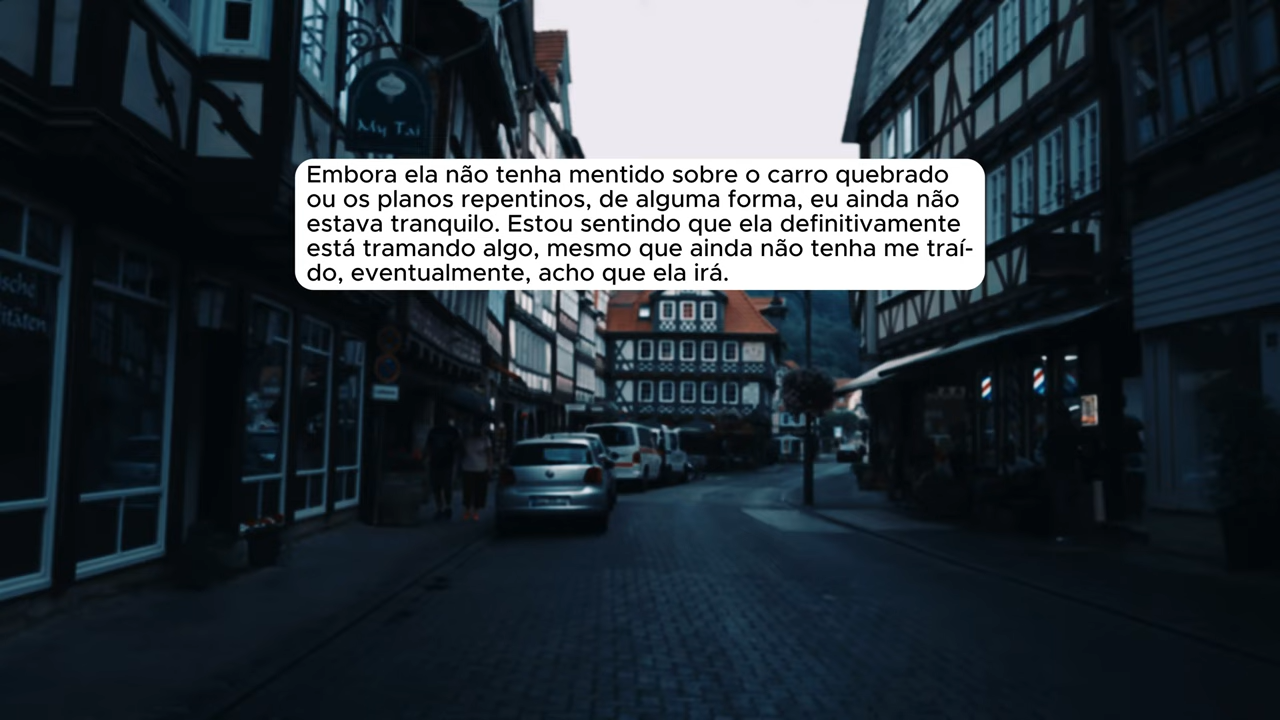 My Tai
Embora ela não tenha mentido sobre o carro quebrado
ou os planos repentinos, de alguma forma, eu ainda não
estava tranquilo. Estou sentindo que ela definitivamente
está tramando algo, mesmo que ainda não tenha me traí-
do, eventualmente, acho que ela irá.